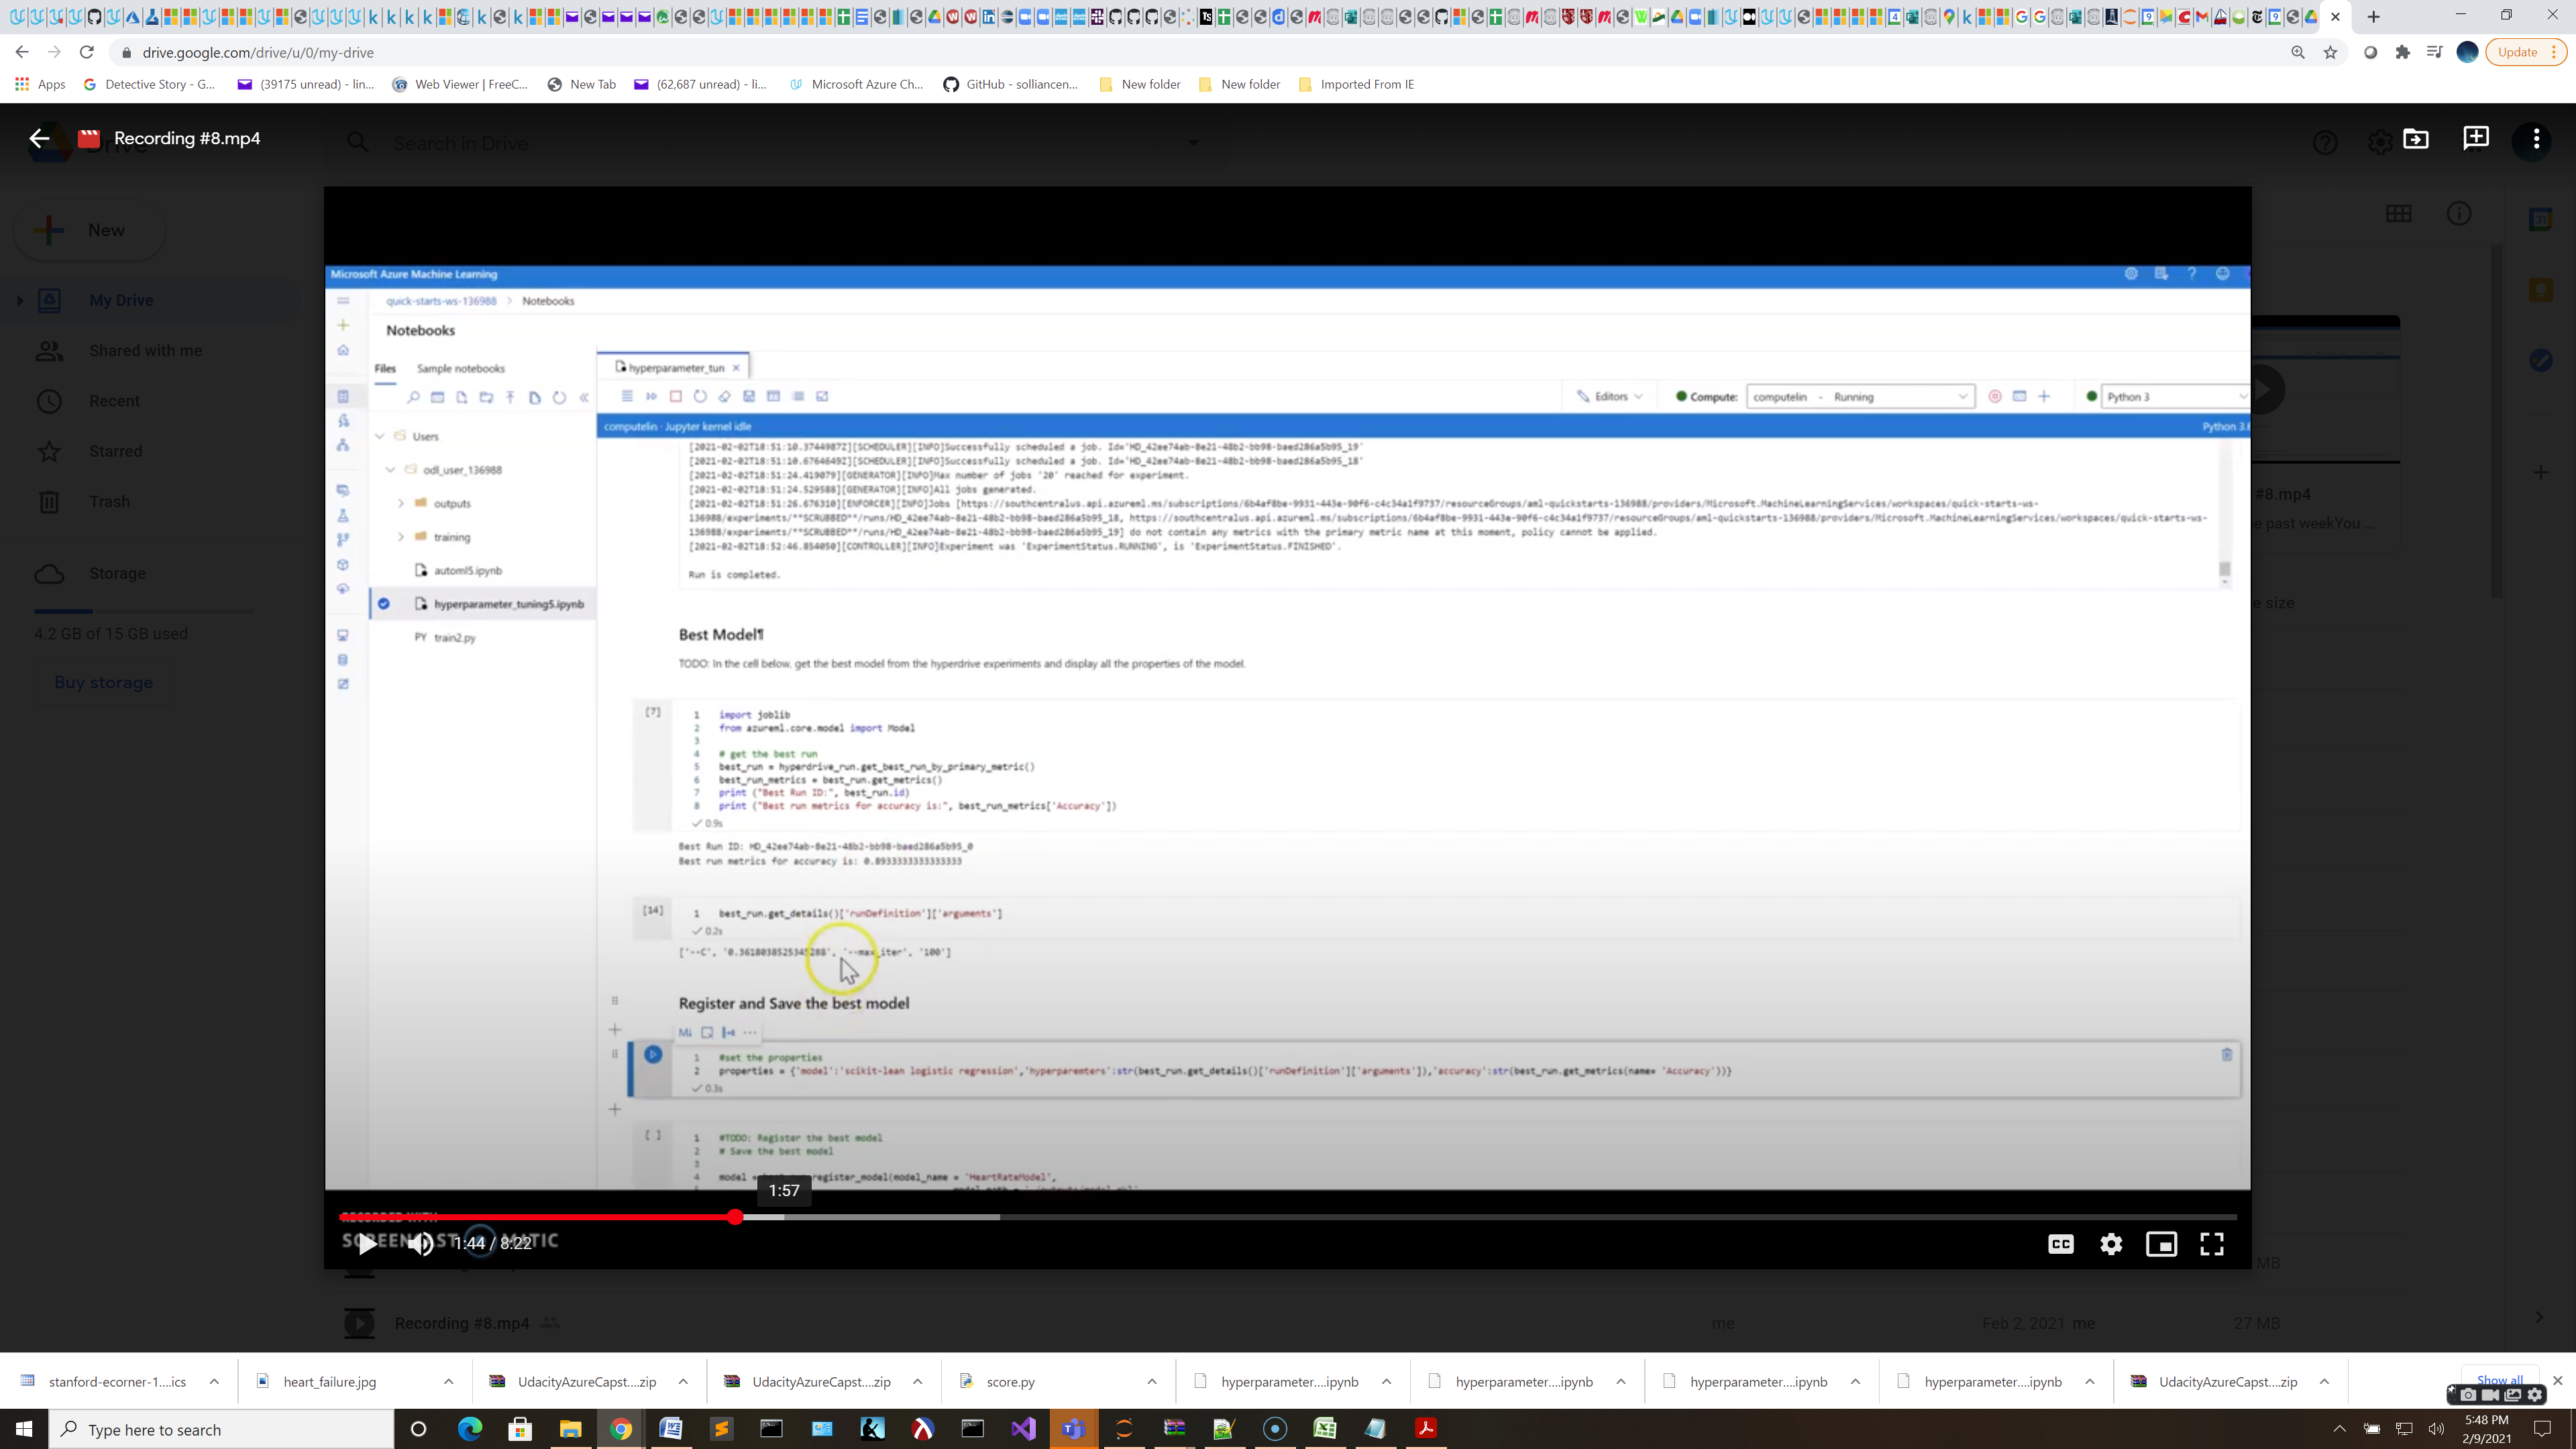 drive.google.com/drive/u/0/my-drive
Update
Apps
Detective Story - G...
(39175 unread) - lin...
Web Viewer | FreeC...
New Tab
(62,687 unread) - li...
Microsoft Azure Ch...
GitHub - solliancen...
New folder
New folder
Imported From IE
Recording #8.mp4
Search in Drive
New
My Drive
Shared with me
Recent
Starred
Trash
Storage
4.2 GB of 15 GB used
Buy storage
Microsoft Azure Machine Learning
quick-starts-ws-136988 > Notebooks
Notebooks
Files Sample notebooks
hyperparameter_tun
Editors
Compute: computelin - Running
Python 3
computelin · Jupyter kernel idle
Python 3.6
Users
odl_user_136988
outputs
training
automl5.ipynb
hyperparameter_tuning5.ipynb
PY train2.py
[2021-02-02T18:51:10.3744987Z][SCHEDULER][INFO]Successfully scheduled a job. Id='HD_42ee74ab-8e21-48b2-bb98-baed286a5b95_19'
[2021-02-02T18:51:10.6764649Z][SCHEDULER][INFO]Successfully scheduled a job. Id='HD_42ee74ab-8e21-48b2-bb98-baed286a5b95_18'
[2021-02-02T18:51:24.419079][GENERATOR][INFO]Max number of jobs '20' reached for experiment.
[2021-02-02T18:51:24.529588][GENERATOR][INFO]All jobs generated.
[2021-02-02T18:51:26.676310][ENFORCER][INFO]Jobs [https://southcentralus.api.azureml.ms/subscriptions/6b4af8be-9931-443e-90f6-c4c34a1f9737/resourceGroups/aml-quickstarts-136988/providers/Microsoft.MachineLearningServices/workspaces/quick-starts-ws-
136988/experiments/**SCRUBBED**/runs/HD_42ee74ab-8e21-48b2-bb98-baed286a5b95_18, https://southcentralus.api.azureml.ms/subscriptions/6b4af8be-9931-443e-90f6-c4c34a1f9737/resourceGroups/aml-quickstarts-136988/providers/Microsoft.MachineLearningServices/workspaces/quick-starts-ws-
136988/experiments/**SCRUBBED**/runs/HD_42ee74ab-8e21-48b2-bb98-baed286a5b95_19] do not contain any metrics with the primary metric name at this moment, policy cannot be applied.
[2021-02-02T18:52:46.854050][CONTROLLER][INFO]Experiment was 'ExperimentStatus.RUNNING', is 'ExperimentStatus.FINISHED'.
Run is completed.
Best Model¶
TODO: In the cell below, get the best model from the hyperdrive experiments and display all the properties of the model.
[7]
1 import joblib
2 from azureml.core.model import Model
3
4 # get the best run
5 best_run = hyperdrive_run.get_best_run_by_primary_metric()
6 best_run_metrics = best_run.get_metrics()
7 print ("Best Run ID:", best_run.id)
8 print ("Best run metrics for accuracy is:", best_run_metrics['Accuracy'])
0.9s
Best Run ID: HD_42ee74ab-8e21-48b2-bb98-baed286a5b95_0
Best run metrics for accuracy is: 0.8933333333333333
[14]
1 best_run.get_details()['runDefinition']['arguments']
0.2s
['--C', '0.3618038525345288', '--max_iter', '100']
Register and Save the best model
1 #set the properties
2 properties = {'model':'scikit-lean logistic regression','hyperparemters':str(best_run.get_details()['runDefinition']['arguments']),'accuracy':str(best_run.get_metrics(name= 'Accuracy'))}
0.3s
[ ]
1 #TODO: Register the best model
2 # Save the best model
3
4 register_model(model_name = 'HeartRateModel',
1:57
RECORDED WITH
SCREENCAST MATIC
1:44 / 8:22
CC
#8.mp4
e past weekYou ...
e size
MB
Recording #8.mp4
me
Feb 2, 2021 me
27 MB
stanford-ecorner-1....ics
heart_failure.jpg
UdacityAzureCapst....zip
UdacityAzureCapst....zip
score.py
hyperparameter....ipynb
hyperparameter....ipynb
hyperparameter....ipynb
hyperparameter....ipynb
UdacityAzureCapst....zip
Show all
Type here to search
5:48 PM
2/9/2021